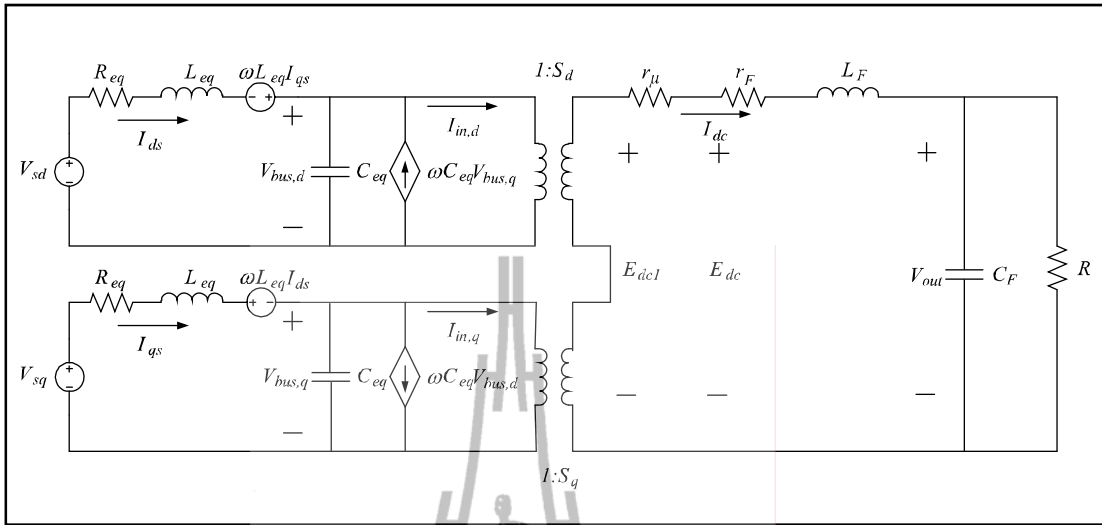 R_eq L_eq ωL_eq I_qs 1:S_d r_μ r_F L_F
+ I_ds I_in,d I_dc
V_sd V_bus,d C_eq ωC_eq V_bus,q + + +
−
R_eq L_eq ωL_eq I_ds E_dc1 E_dc V_out C_F R
+ I_qs I_in,q
V_sq V_bus,q C_eq ωC_eq V_bus,d − − −
−
1:S_q